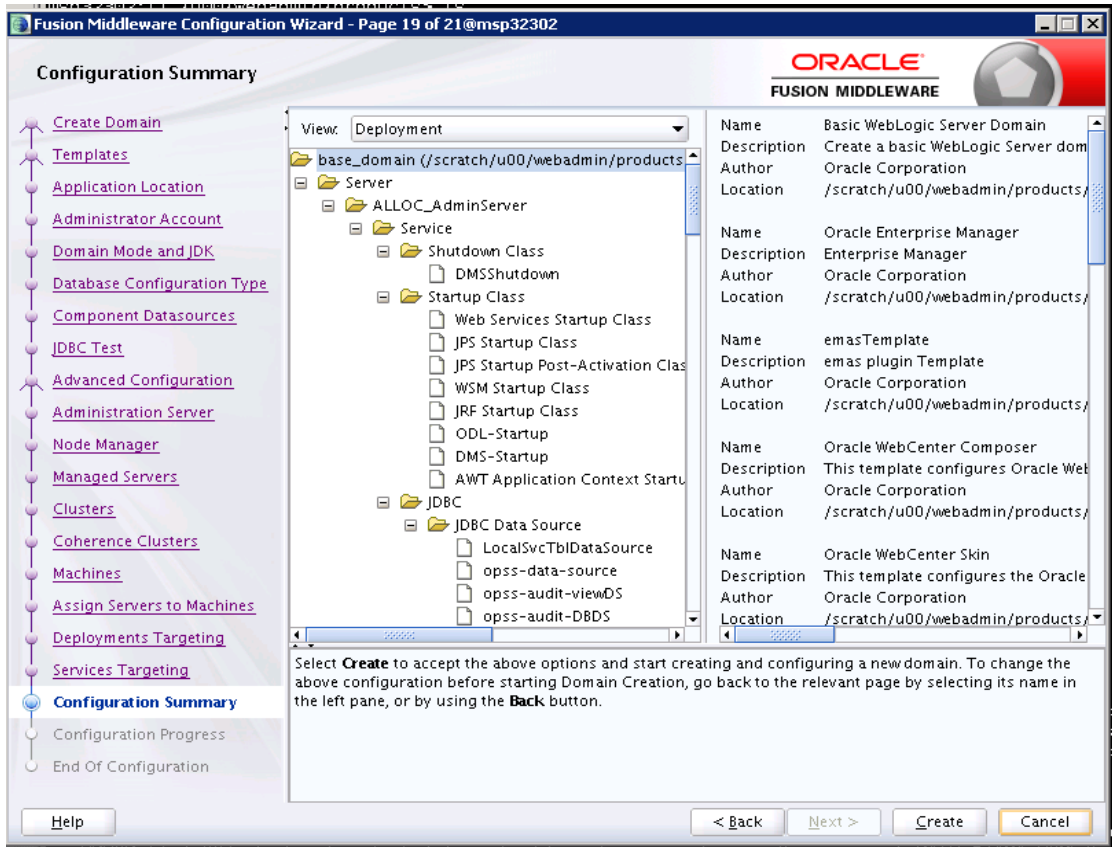 Fusion Middleware Configuration Wizard - Page 19 of 21@msp32302
Configuration Summary
ORACLE
FUSION MIDDLEWARE
Create Domain
Templates
Application Location
Administrator Account
Domain Mode and JDK
Database Configuration Type
Component Datasources
JDBC Test
Advanced Configuration
Administration Server
Node Manager
Managed Servers
Clusters
Coherence Clusters
Machines
Assign Servers to Machines
Deployments Targeting
Services Targeting
Configuration Summary
Configuration Progress
End Of Configuration
View: Deployment
base_domain (/scratch/u00/webadmin/products
Server
ALLOC_AdminServer
Service
Shutdown Class
DMSShutdown
Startup Class
Web Services Startup Class
JPS Startup Class
JPS Startup Post-Activation Clas
WSM Startup Class
JRF Startup Class
ODL-Startup
DMS-Startup
AWT Application Context Startu
JDBC
JDBC Data Source
LocalSvcTblDataSource
opss-data-source
opss-audit-viewDS
opss-audit-DBDS
Name Basic WebLogic Server Domain
Description Create a basic WebLogic Server dom
Author Oracle Corporation
Location /scratch/u00/webadmin/products/
Name Oracle Enterprise Manager
Description Enterprise Manager
Author Oracle Corporation
Location /scratch/u00/webadmin/products/
Name emasTemplate
Description emas plugin Template
Author Oracle Corporation
Location /scratch/u00/webadmin/products/
Name Oracle WebCenter Composer
Description This template configures Oracle Wel
Author Oracle Corporation
Location /scratch/u00/webadmin/products/
Name Oracle WebCenter Skin
Description This template configures the Oracle
Author Oracle Corporation
Location /scratch/u00/webadmin/products/
Select Create to accept the above options and start creating and configuring a new domain. To change the
above configuration before starting Domain Creation, go back to the relevant page by selecting its name in
the left pane, or by using the Back button.
Help
< Back
Next >
Create
Cancel